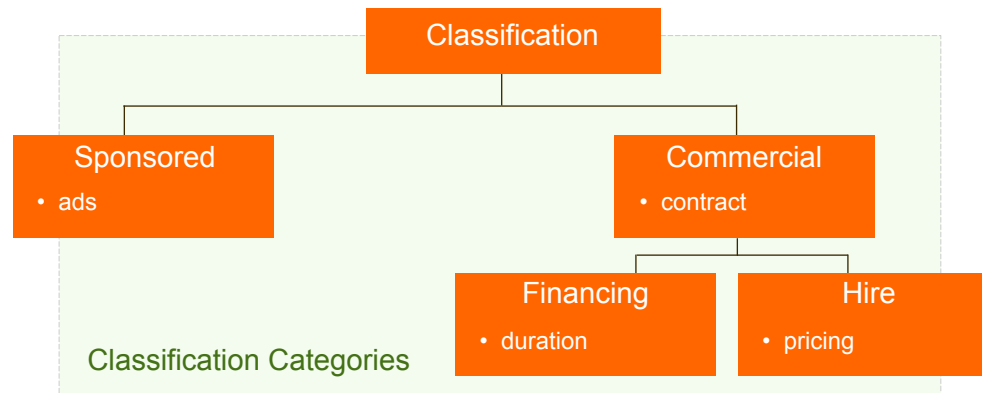 Classification
Sponsored
• ads
Commercial
• contract
Financing
• duration
Hire
• pricing
Classification Categories